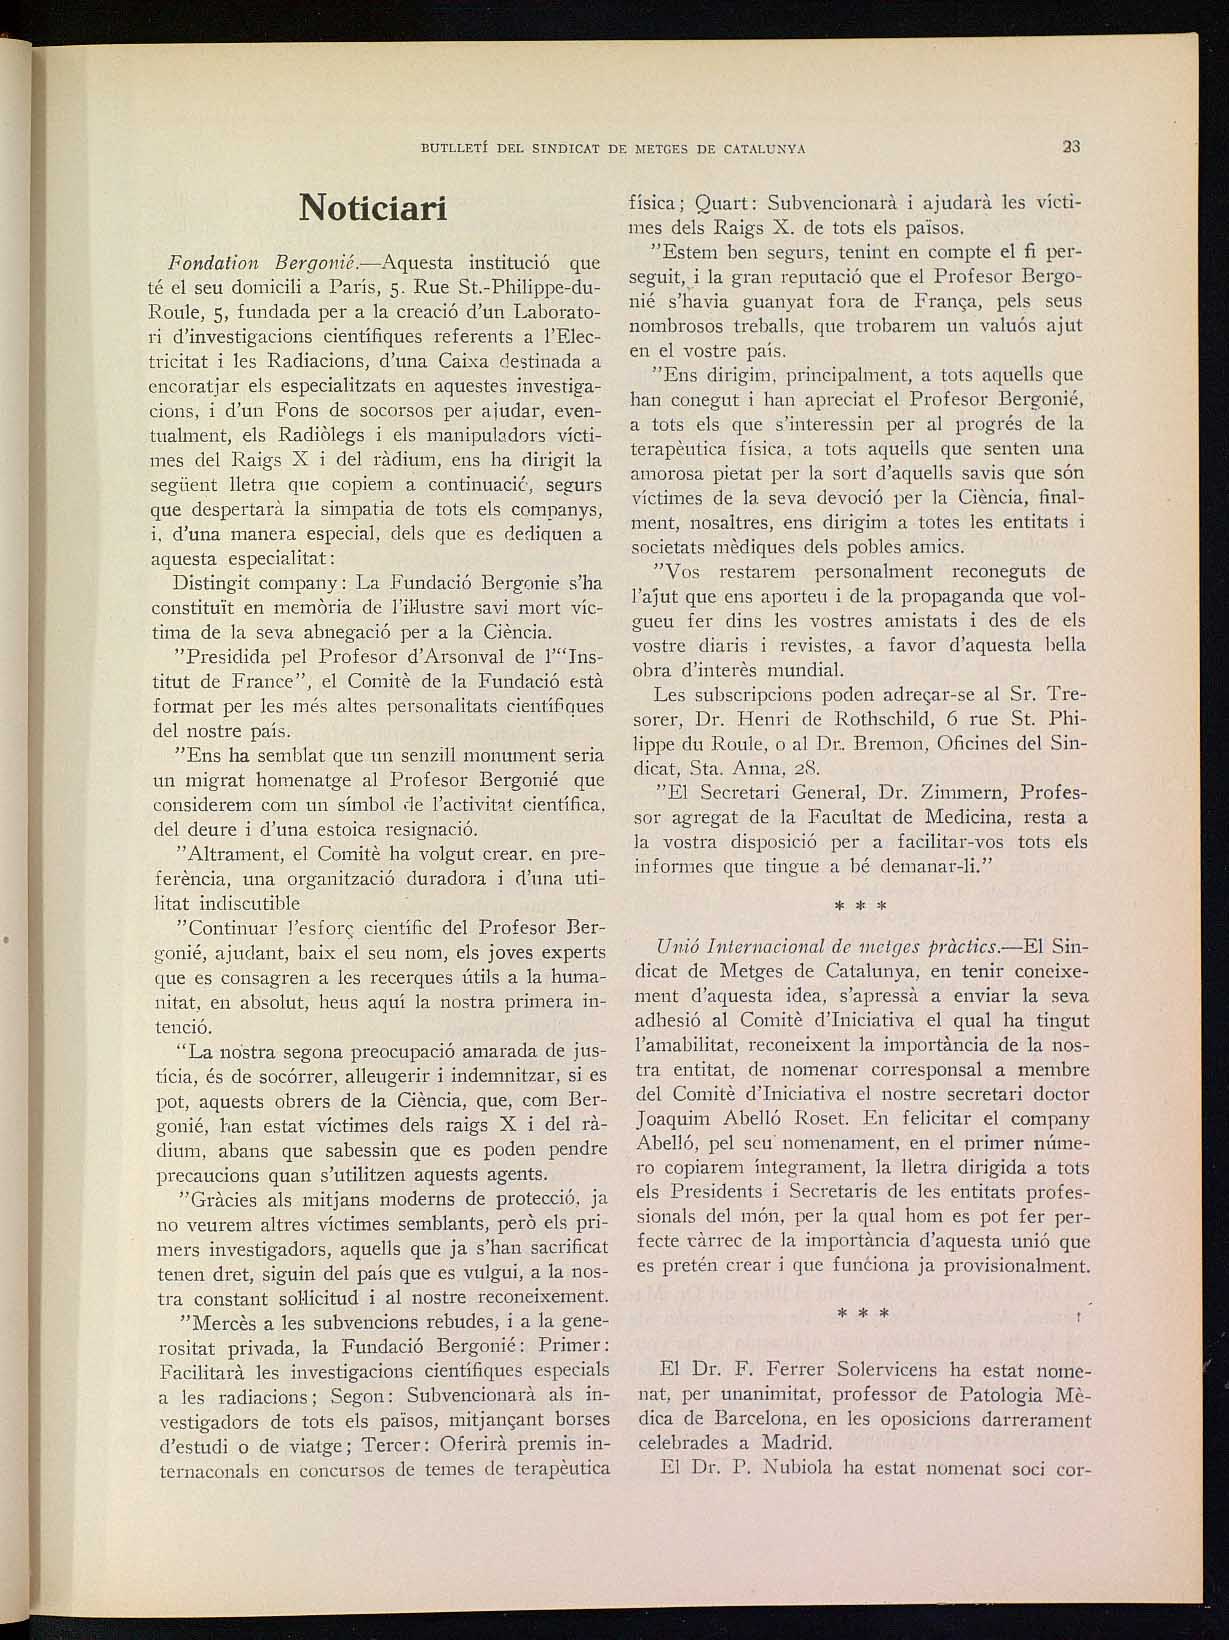 BUTLLETÍ DEL SINDICAT DE METGES DE CATALUNYA 23
Noticiari
Fondation Bergonié.—Aquesta institució que
té el seu domicili a París, 5. Rue St.-Philippe-du-
Roule, 5, fundada per a la creació d'un Laborato-
ri d'investigacions científiques referents a l'Elec-
tricitat i les Radiacions, d'una Caixa destinada a
encoratjar els especialitzats en aquestes investiga-
cions, i d'un Fons de socorsos per ajudar, even-
tualment, els Radiòlegs i els manipuladors vícti-
mes del Raigs X i del ràdium, ens ha dirigit la
següent lletra que copiem a continuació, segurs
que despertarà la simpatia de tots els companys,
i, d'una manera especial, dels que es dediquen a
aquesta especialitat:
Distingit company: La Fundació Bergonie s'ha
constituït en memòria de l'il·lustre savi mort víc-
tima de la seva abnegació per a la Ciència.
"Presidida pel Profesor d'Arsonval de l'"Ins-
titut de France", el Comitè de la Fundació està
format per les més altes personalitats científiques
del nostre país.
"Ens ha semblat que un senzill monument seria
un migrat homenatge al Profesor Bergonié que
considerem com un símbol de l'activitat científica,
del deure i d'una estoica resignació.
"Altrament, el Comitè ha volgut crear. en pre-
ferència, una organització duradora i d'una uti-
litat indiscutible
"Continuar l'esforç científic del Profesor Ber-
gonié, ajudant, baix el seu nom, els joves experts
que es consagren a les recerques útils a la huma-
nitat, en absolut, heus aquí la nostra primera in-
tenció.
"La nostra segona preocupació amarada de jus-
tícia, és de socórrer, alleugerir i indemnitzar, si es
pot, aquests obrers de la Ciència, que, com Ber-
gonié, han estat víctimes dels raigs X i del rà-
dium, abans que sabessin que es poden pendre
precaucions quan s'utilitzen aquests agents.
"Gràcies als mitjans moderns de protecció, ja
no veurem altres víctimes semblants, però els pri-
mers investigadors, aquells que ja s'han sacrificat
tenen dret, siguin del país que es vulgui, a la nos-
tra constant sol·licitud i al nostre reconeixement.
"Mercès a les subvencions rebudes, i a la gene-
rositat privada, la Fundació Bergonié: Primer:
Facilitarà les investigacions científiques especials
a les radiacions; Segon: Subvencionarà als in-
vestigadors de tots els països, mitjançant borses
d'estudi o de viatge; Tercer: Oferirà premis in-
ternaconals en concursos de temes de terapèutica
física; Quart: Subvencionarà i ajudarà les vícti-
mes dels Raigs X. de tots els països.
"Estem ben segurs, tenint en compte el fi per-
seguit, i la gran reputació que el Profesor Bergo-
nié s'havia guanyat fora de França, pels seus
nombrosos treballs, que trobarem un valuós ajut
en el vostre país.
"Ens dirigim, principalment, a tots aquells que
han conegut i han apreciat el Profesor Bergonié,
a tots els que s'interessin per al progrés de la
terapèutica física, a tots aquells que senten una
amorosa pietat per la sort d'aquells savis que són
víctimes de la seva devoció per la Ciència, final-
ment, nosaltres, ens dirigim a totes les entitats i
societats mèdiques dels pobles amics.
"Vos restarem personalment reconeguts de
l'ajut que ens aporteu i de la propaganda que vol-
gueu fer dins les vostres amistats i des de els
vostre diaris i revistes, a favor d'aquesta bella
obra d'interès mundial.
Les subscripcions poden adreçar-se al Sr. Tre-
sorer, Dr. Henri de Rothschild, 6 rue St. Phi-
lippe du Roule, o al Dr. Bremon, Oficines del Sin-
dicat, Sta. Anna, 28.
"El Secretari General, Dr. Zimmern, Profes-
sor agregat de la Facultat de Medicina, resta a
la vostra disposició per a facilitar-vos tots els
informes que tingue a bé demanar-li."
* * *
Unió Internacional de metges pràctics.—El Sin-
dicat de Metges de Catalunya, en tenir coneixe-
ment d'aquesta idea, s'apressà a enviar la seva
adhesió al Comitè d'Iniciativa el qual ha tingut
l'amabilitat, reconeixent la importància de la nos-
tra entitat, de nomenar corresponsal a membre
del Comitè d'Iniciativa el nostre secretari doctor
Joaquim Abelló Roset. En felicitar el company
Abelló, pel seu nomenament, en el primer núme-
ro copiarem íntegrament, la lletra dirigida a tots
els Presidents i Secretaris de les entitats profes-
sionals del món, per la qual hom es pot fer per-
fecte càrrec de la importància d'aquesta unió que
es pretén crear i que funciona ja provisionalment.
* * *
El Dr. F. Ferrer Solervicens ha estat nome-
nat, per unanimitat, professor de Patologia Mè-
dica de Barcelona, en les oposicions darrerament
celebrades a Madrid.
El Dr. P. Nubiola ha estat nomenat soci cor-